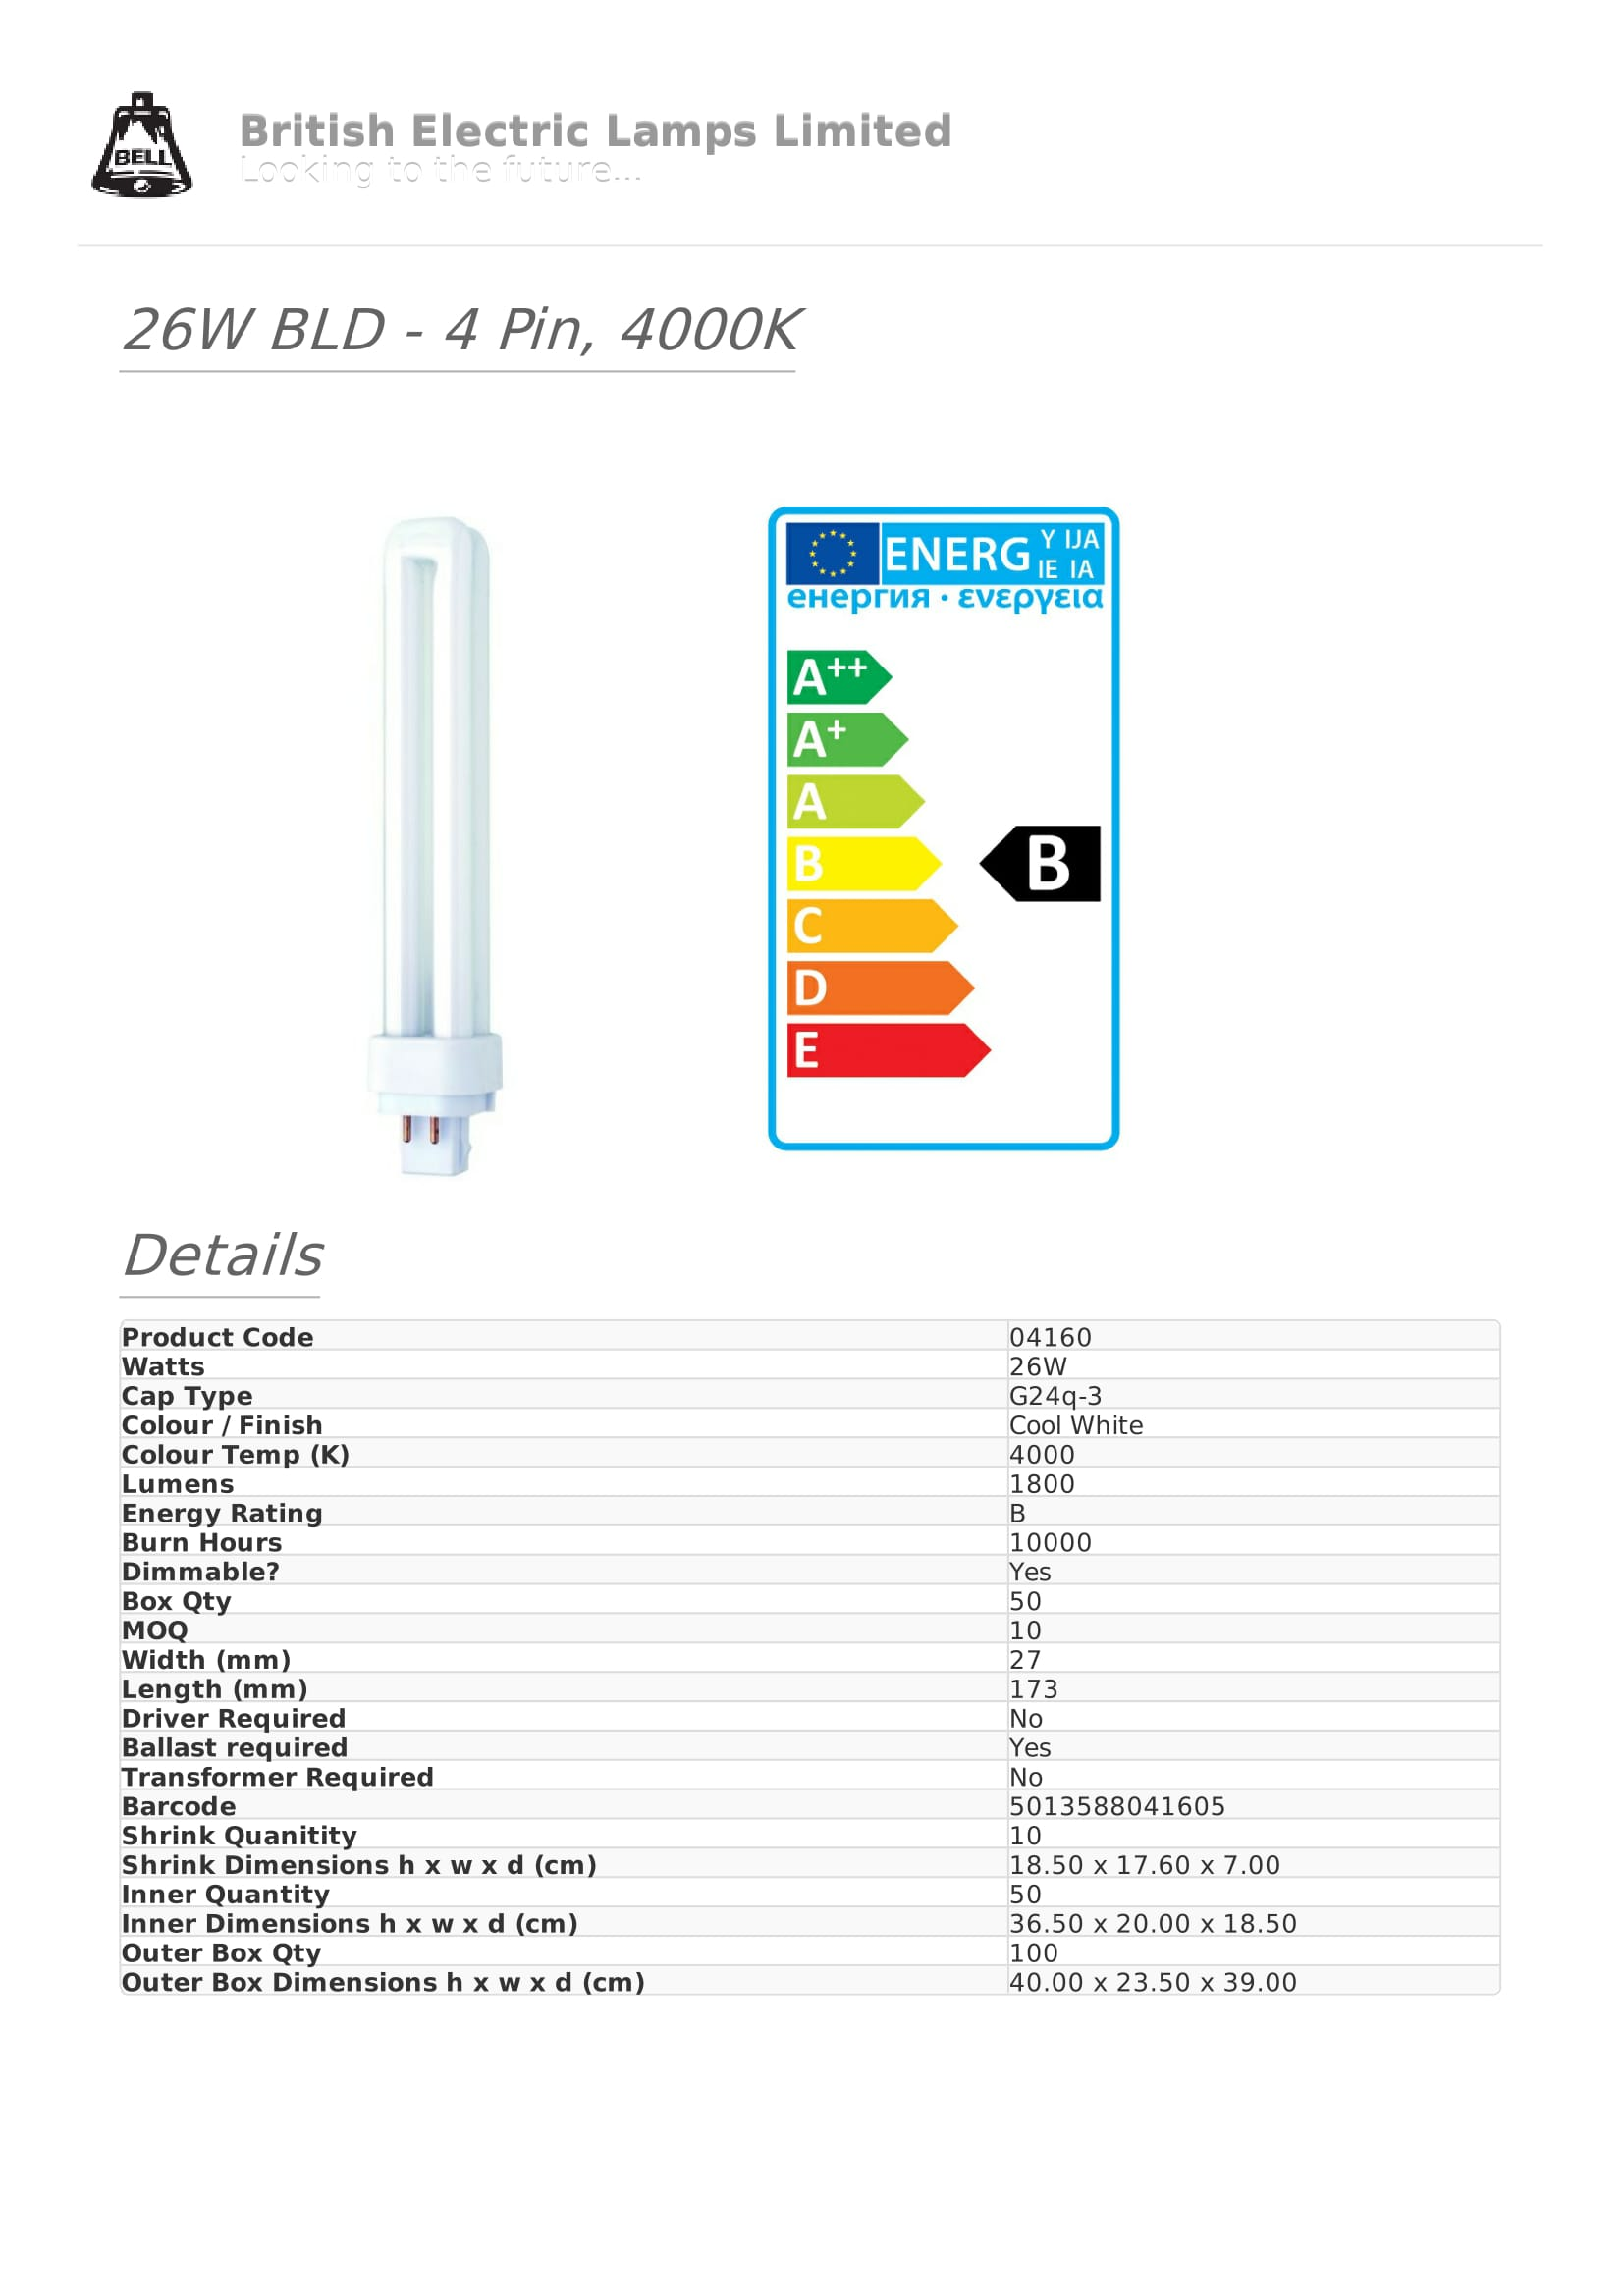 BELL
British Electric Lamps Limited
Looking to the future...
26W BLD - 4 Pin, 4000K
ENERG Y IJA
IE IA
енергия · ενεργεια
A++
A+
A
B
B
C
D
E
Details
Product Code 04160
Watts 26W
Cap Type G24q-3
Colour / Finish Cool White
Colour Temp (K) 4000
Lumens 1800
Energy Rating B
Burn Hours 10000
Dimmable? Yes
Box Qty 50
MOQ 10
Width (mm) 27
Length (mm) 173
Driver Required No
Ballast required Yes
Transformer Required No
Barcode 5013588041605
Shrink Quanitity 10
Shrink Dimensions h x w x d (cm) 18.50 x 17.60 x 7.00
Inner Quantity 50
Inner Dimensions h x w x d (cm) 36.50 x 20.00 x 18.50
Outer Box Qty 100
Outer Box Dimensions h x w x d (cm) 40.00 x 23.50 x 39.00